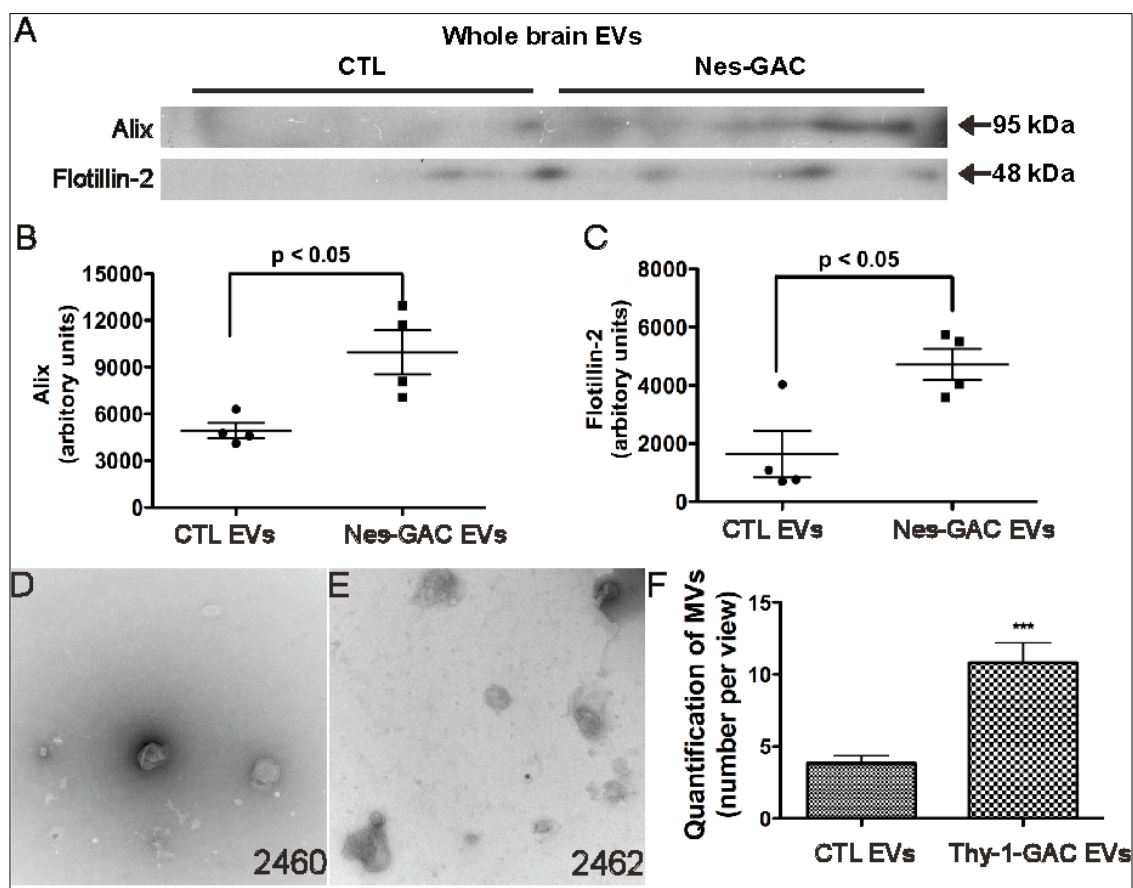 A
Whole brain EVs
CTL Nes-GAC
Alix 95 kDa
Flotillin-2 48 kDa
B
p < 0.05
Alix
(arbitory units)
15000
12000
9000
6000
3000
0
CTL EVs Nes-GAC EVs
C
p < 0.05
Flotillin-2
(arbitory units)
8000
6000
4000
2000
0
CTL EVs Nes-GAC EVs
D
2460
E
2462
F
Quantification of MVs
(number per view)
15
10
5
0
***
CTL EVs Thy-1-GAC EVs